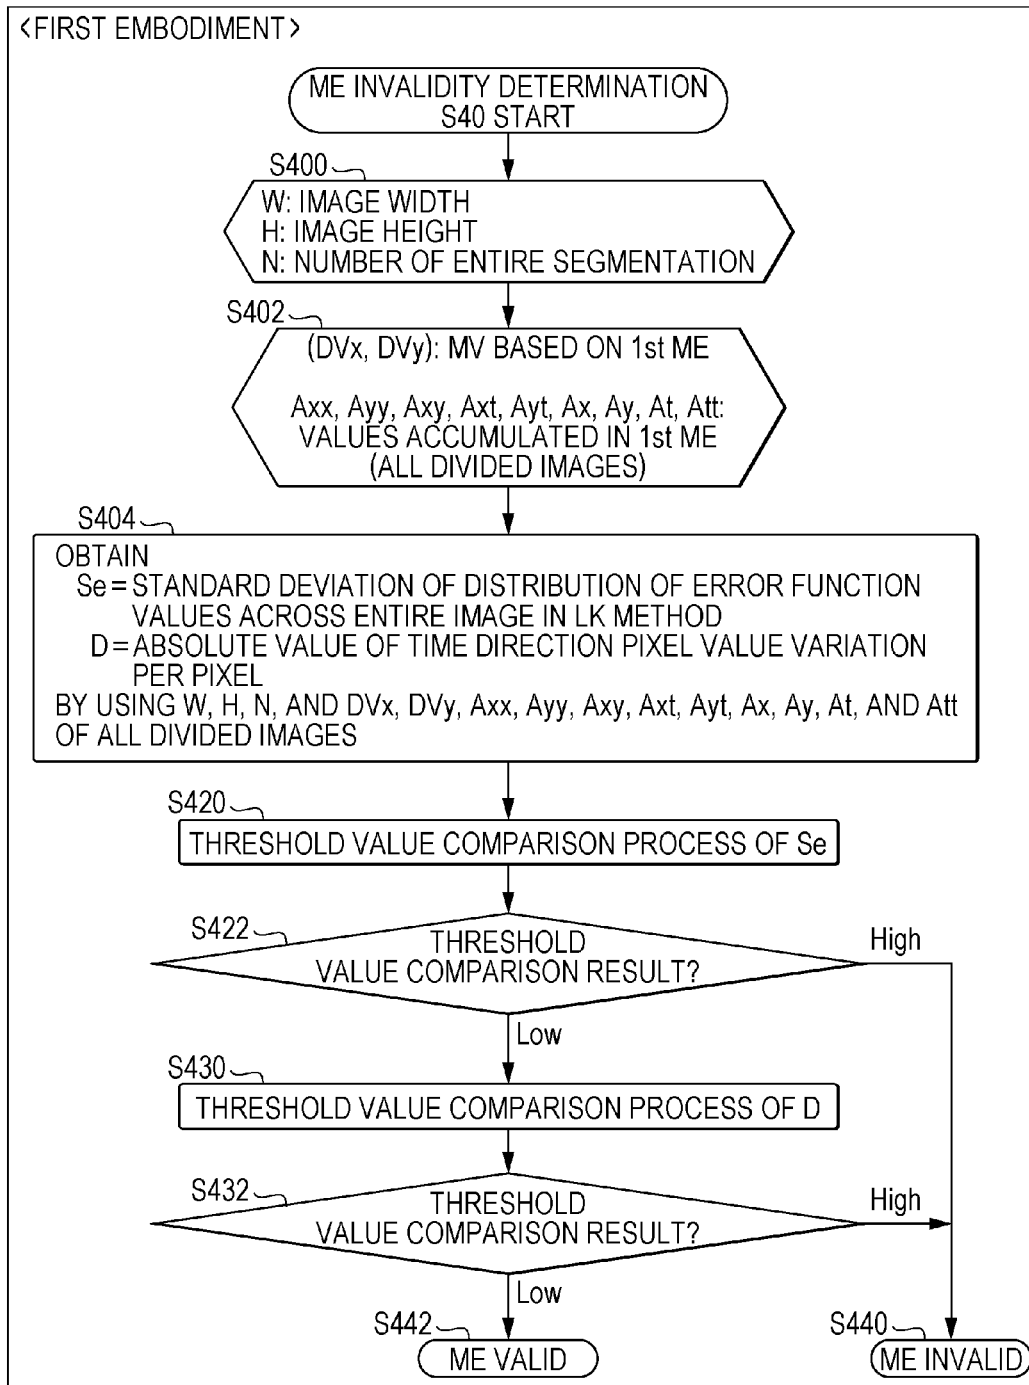 <FIRST EMBODIMENT>
ME INVALIDITY DETERMINATION
S40 START
S400
W: IMAGE WIDTH
H: IMAGE HEIGHT
N: NUMBER OF ENTIRE SEGMENTATION
S402
(DVx, DVy): MV BASED ON 1st ME
Axx, Ayy, Axy, Axt, Ayt, Ax, Ay, At, Att:
VALUES ACCUMULATED IN 1st ME
(ALL DIVIDED IMAGES)
S404
OBTAIN
Se = STANDARD DEVIATION OF DISTRIBUTION OF ERROR FUNCTION
VALUES ACROSS ENTIRE IMAGE IN LK METHOD
D = ABSOLUTE VALUE OF TIME DIRECTION PIXEL VALUE VARIATION
PER PIXEL
BY USING W, H, N, AND DVx, DVy, Axx, Ayy, Axy, Axt, Ayt, Ax, Ay, At, AND Att
OF ALL DIVIDED IMAGES
S420
THRESHOLD VALUE COMPARISON PROCESS OF Se
S422
THRESHOLD
VALUE COMPARISON RESULT?
High
Low
S430
THRESHOLD VALUE COMPARISON PROCESS OF D
S432
THRESHOLD
VALUE COMPARISON RESULT?
High
Low
S442
ME VALID
S440
ME INVALID